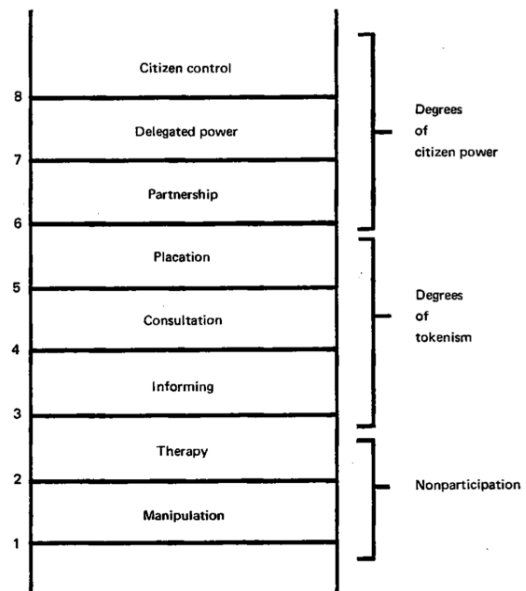 Citizen control
8
Delegated power
7
Partnership
6
Placation
5
Consultation
4
Informing
3
Therapy
2
Manipulation
1
Degrees
of
citizen power
Degrees
of
tokenism
Nonparticipation